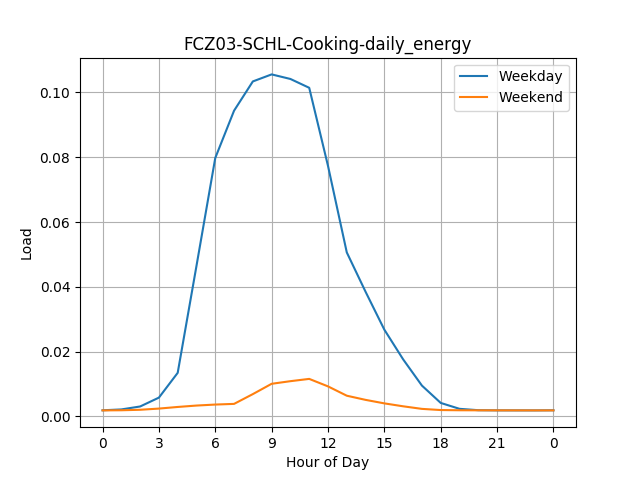 FCZ03-SCHL-Cooking-daily_energy
Weekday
Weekend
0.10
0.08
0.06
0.04
0.02
0.00
Load
0 3 6 9 12 15 18 21 0
Hour of Day